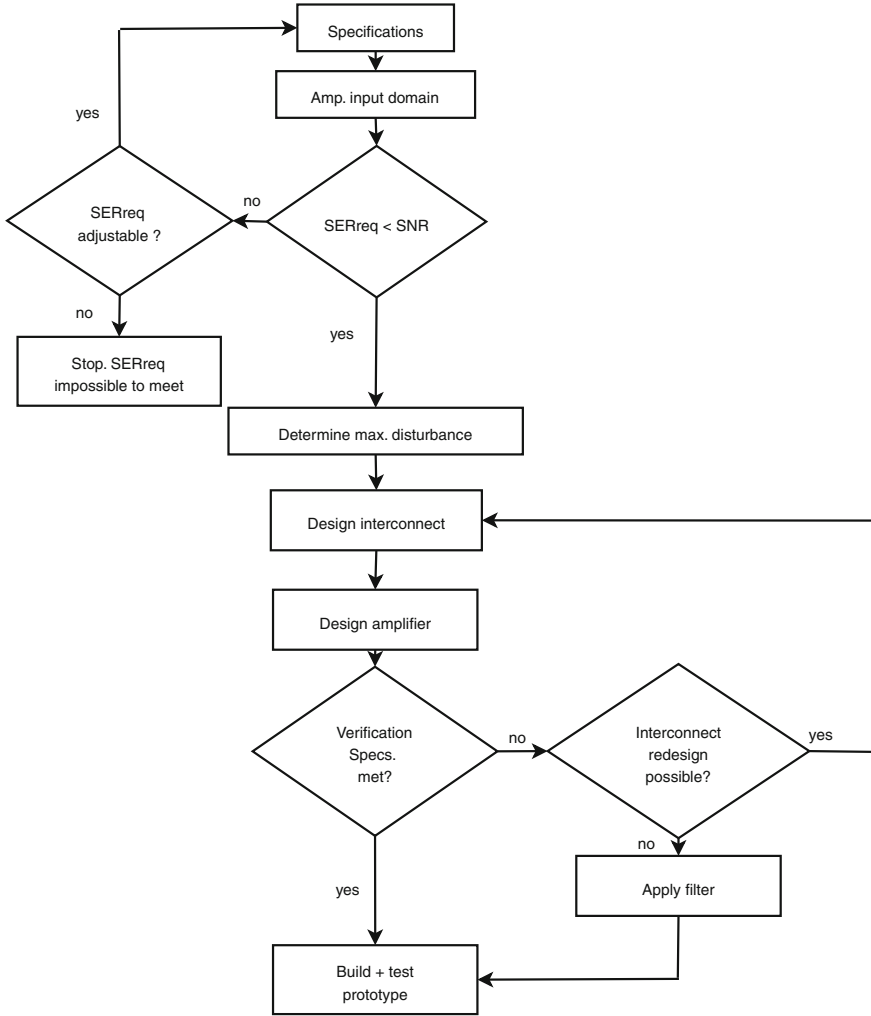 Specifications
Amp. input domain
yes
no
SERreq
adjustable ?
SERreq < SNR
no
yes
Stop. SERreq
impossible to meet
Determine max. disturbance
Design interconnect
Design amplifier
Verification
Specs.
met?
no
Interconnect
redesign
possible?
yes
no
yes
Apply filter
Build + test
prototype